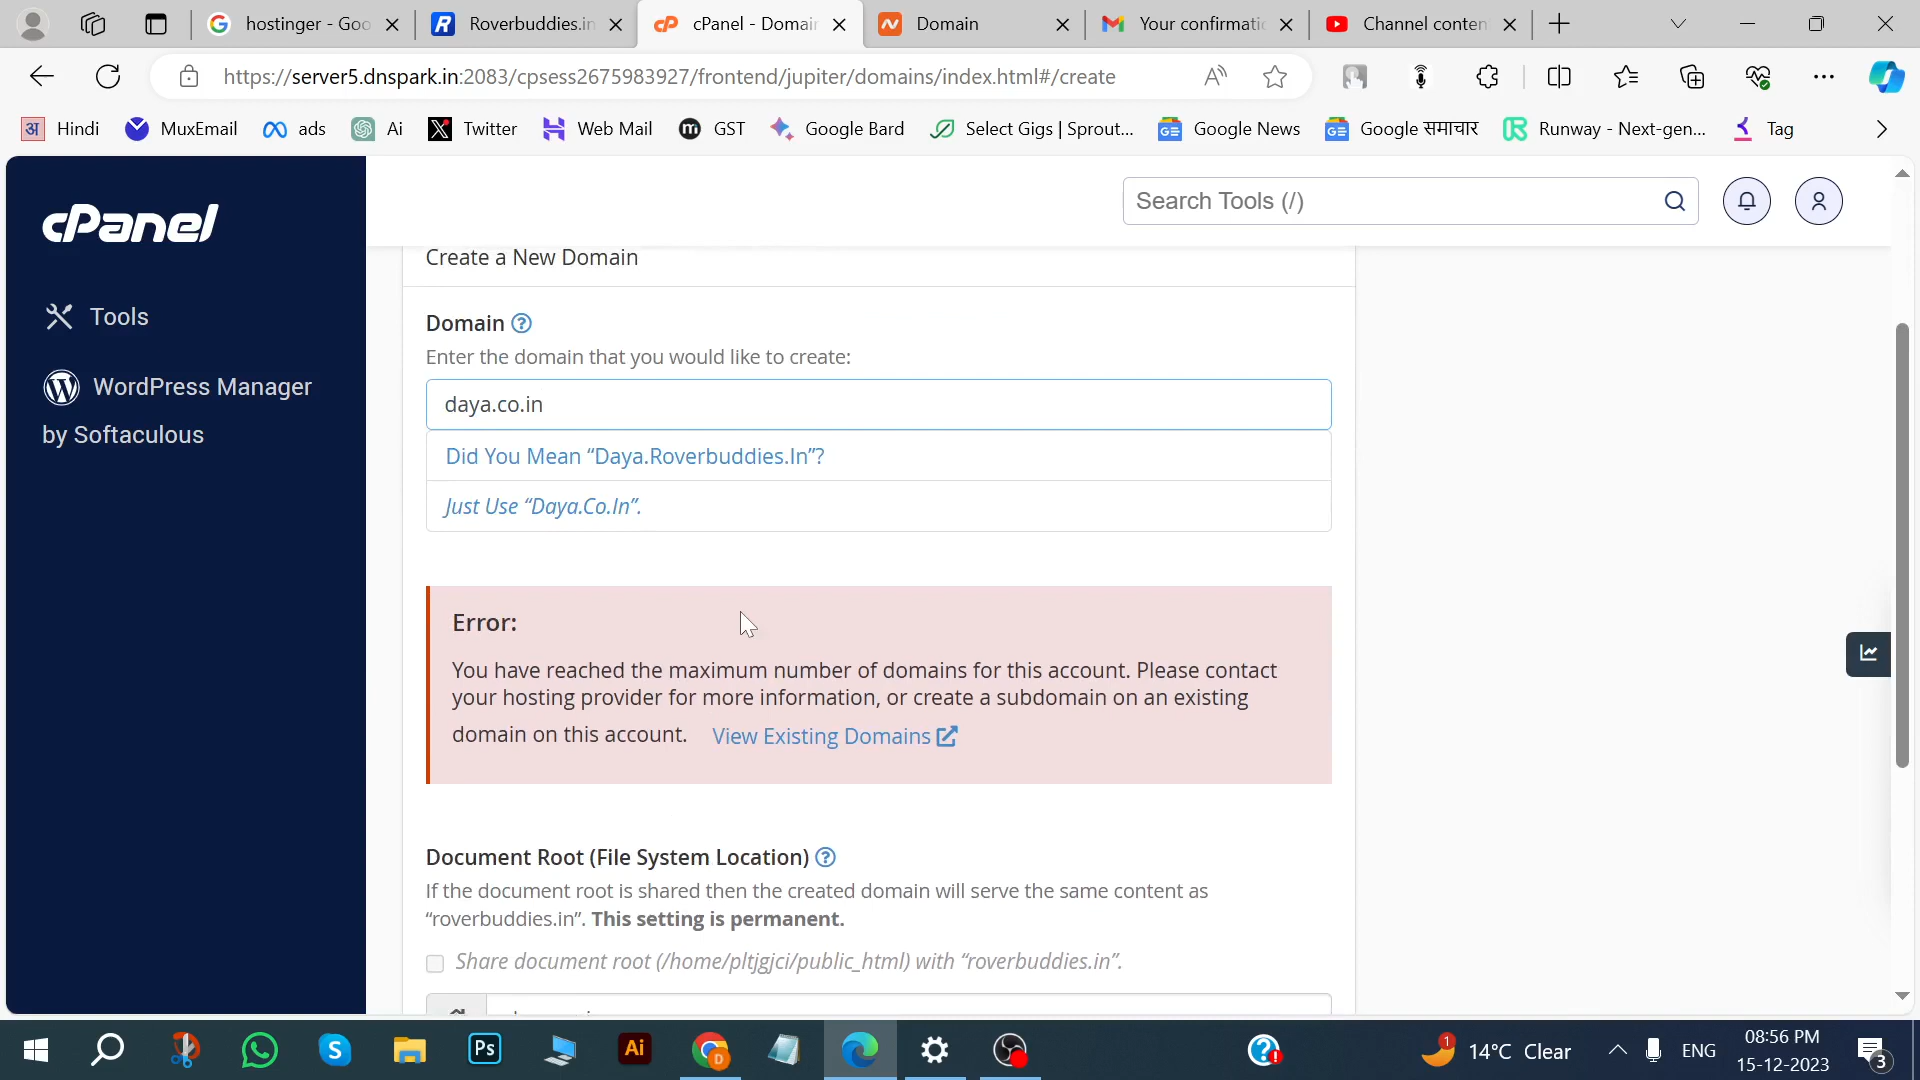 hostinger - Goo
Roverbuddies.in
cPanel - Domai
Domain
Your confirmati
Channel conten
https://server5.dnspark.in:2083/cpsess2675983927/frontend/jupiter/domains/index.html#/create
अ Hindi
MuxEmail
ads
Ai
Twitter
Web Mail
m GST
Google Bard
Select Gigs | Sprout...
Google News
Google समाचार
Runway - Next-gen...
Tag
cPanel
Search Tools (/)
Tools
WordPress Manager
by Softaculous
Create a New Domain
Domain
Enter the domain that you would like to create:
daya.co.in
Did You Mean “Daya.Roverbuddies.In”?
Just Use “Daya.Co.In”.
Error:
You have reached the maximum number of domains for this account. Please contact
your hosting provider for more information, or create a subdomain on an existing
domain on this account. View Existing Domains
Document Root (File System Location)
If the document root is shared then the created domain will serve the same content as
“roverbuddies.in”. This setting is permanent.
Share document root (/home/pltjgjci/public_html) with “roverbuddies.in”.
Ps
Ai
D
1
14°C Clear
ENG
08:56 PM
15-12-2023
3